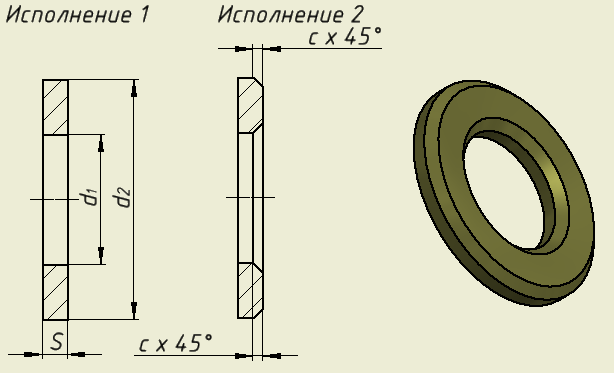 Исполнение 1
Исполнение 2
c x 45°
d1
d2
S
c x 45°